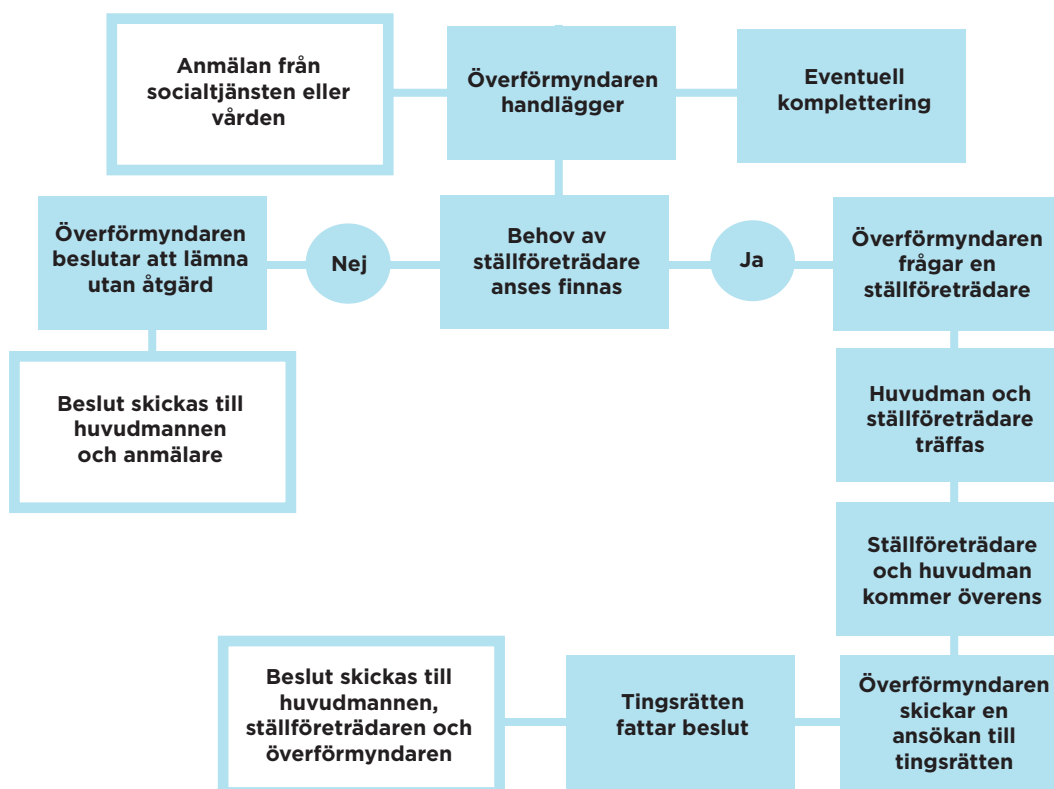 Anmälan från
socialtjänsten eller
vården
Överförmyndaren
handlägger
Eventuell
komplettering
Överförmyndaren
beslutar att lämna
utan åtgärd
Nej
Behov av
ställföreträdare
anses finnas
Ja
Överförmyndaren
frågar en
ställföreträdare
Beslut skickas till
huvudmannen
och anmälare
Huvudman och
ställföreträdare
träffas
Ställföreträdare
och huvudman
kommer överens
Beslut skickas till
huvudmannen,
ställföreträdaren och
överförmyndaren
Tingsrätten
fattar beslut
Överförmyndaren
skickar en
ansökan till
tingsrätten